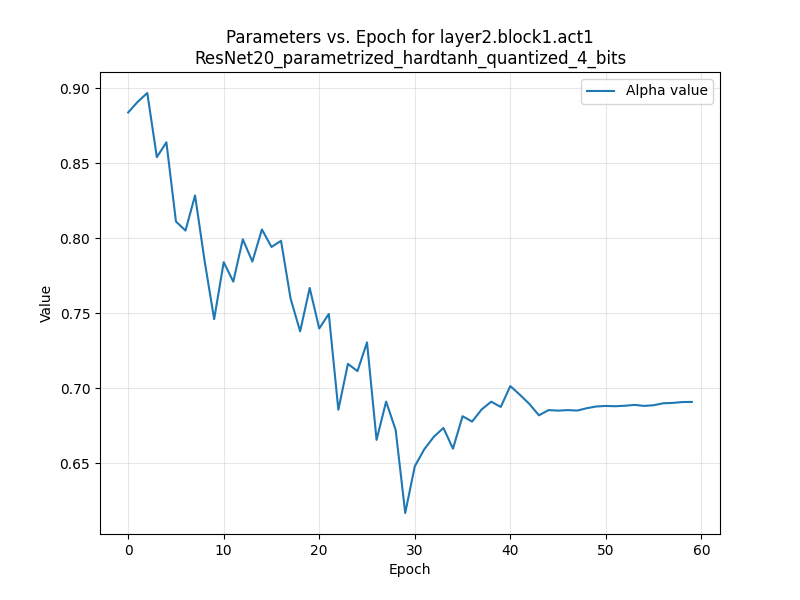 Parameters vs. Epoch for layer2.block1.act1
ResNet20_parametrized_hardtanh_quantized_4_bits
Alpha value
0.90
0.85
0.80
0.75
0.70
0.65
Value
0 10 20 30 40 50 60
Epoch